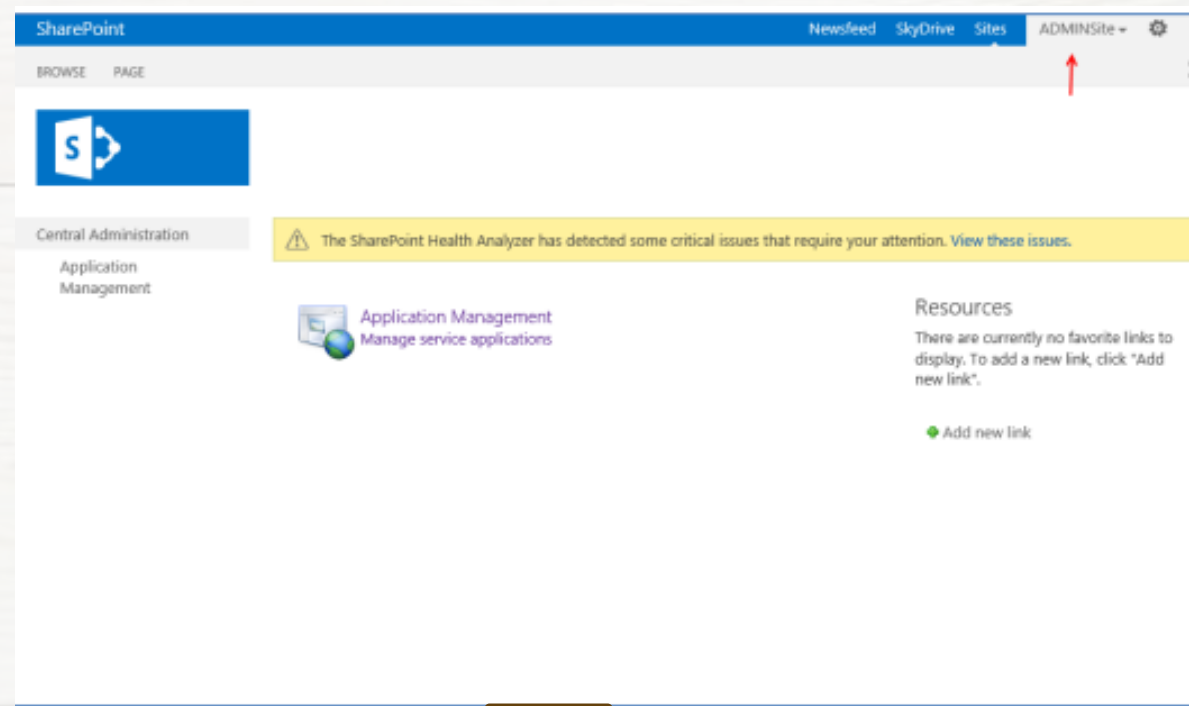 SharePoint
Newsfeed SkyDrive Sites ADMINSite
BROWSE PAGE
S
Central Administration
Application
Management
The SharePoint Health Analyzer has detected some critical issues that require your attention. View these issues.
Application Management
Manage service applications
Resources
There are currently no favorite links to
display. To add a new link, click "Add
new link".
Add new link